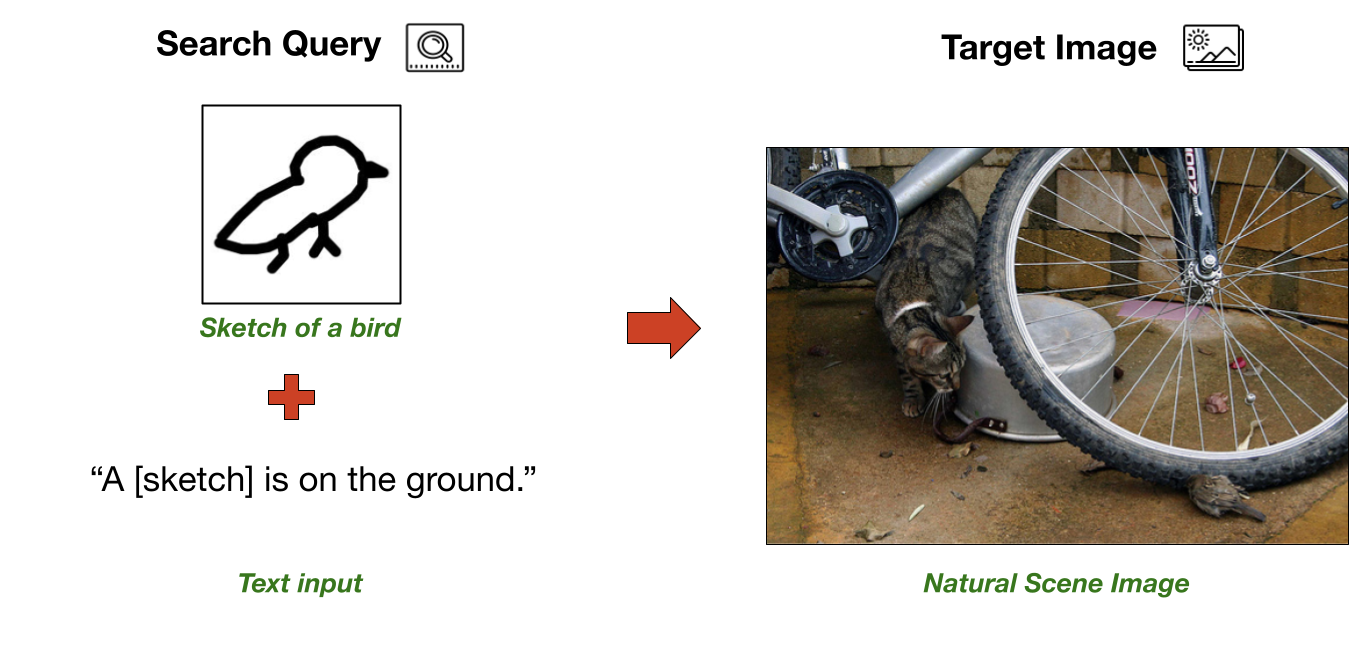 Search Query
Target Image
Sketch of a bird
“A [sketch] is on the ground.”
Text input
Natural Scene Image